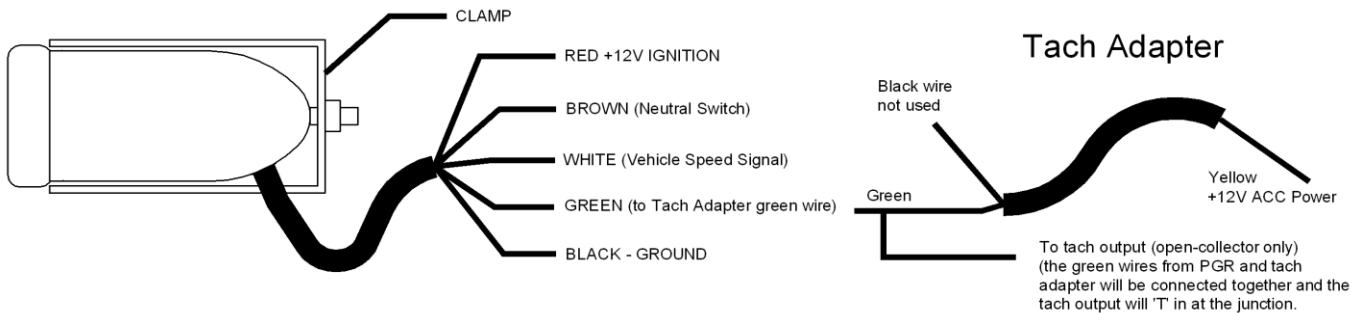 CLAMP
RED +12V IGNITION
BROWN (Neutral Switch)
WHITE (Vehicle Speed Signal)
GREEN (to Tach Adapter green wire)
BLACK - GROUND
Tach Adapter
Black wire
not used
Green
Yellow
+12V ACC Power
To tach output (open-collector only)
(the green wires from PGR and tach
adapter will be connected together and the
tach output will 'T' in at the junction.